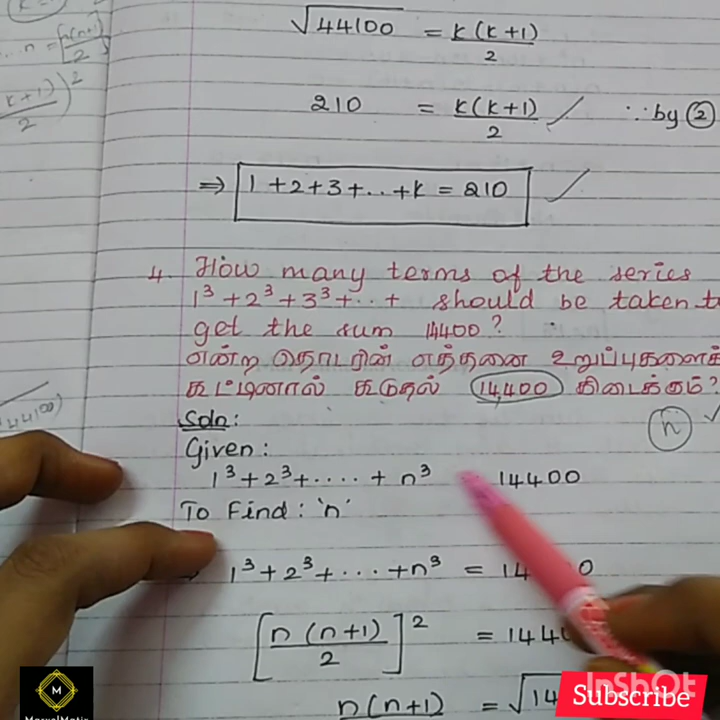 √44100 = k(k+1)/2
210 = k(k+1)/2 ∵ by ②
⇒ 1+2+3+...+k = 210
4. How many terms of the series
1³+2³+3³+...+ should be taken t
get the sum 14400?
என்ற தொடரின் எத்தனை உறுப்புகளைக்
கூட்டினால் கூடுதல் 14,400 கிடைக்கும்?
Soln:
n
Given:
1³+2³+....+n³ 14400
To Find: 'n'
1³+2³+...+n³ = 14 0
[n(n+1)/2]² = 144
n(n+1) = √14
InShOt
Subscribe
M